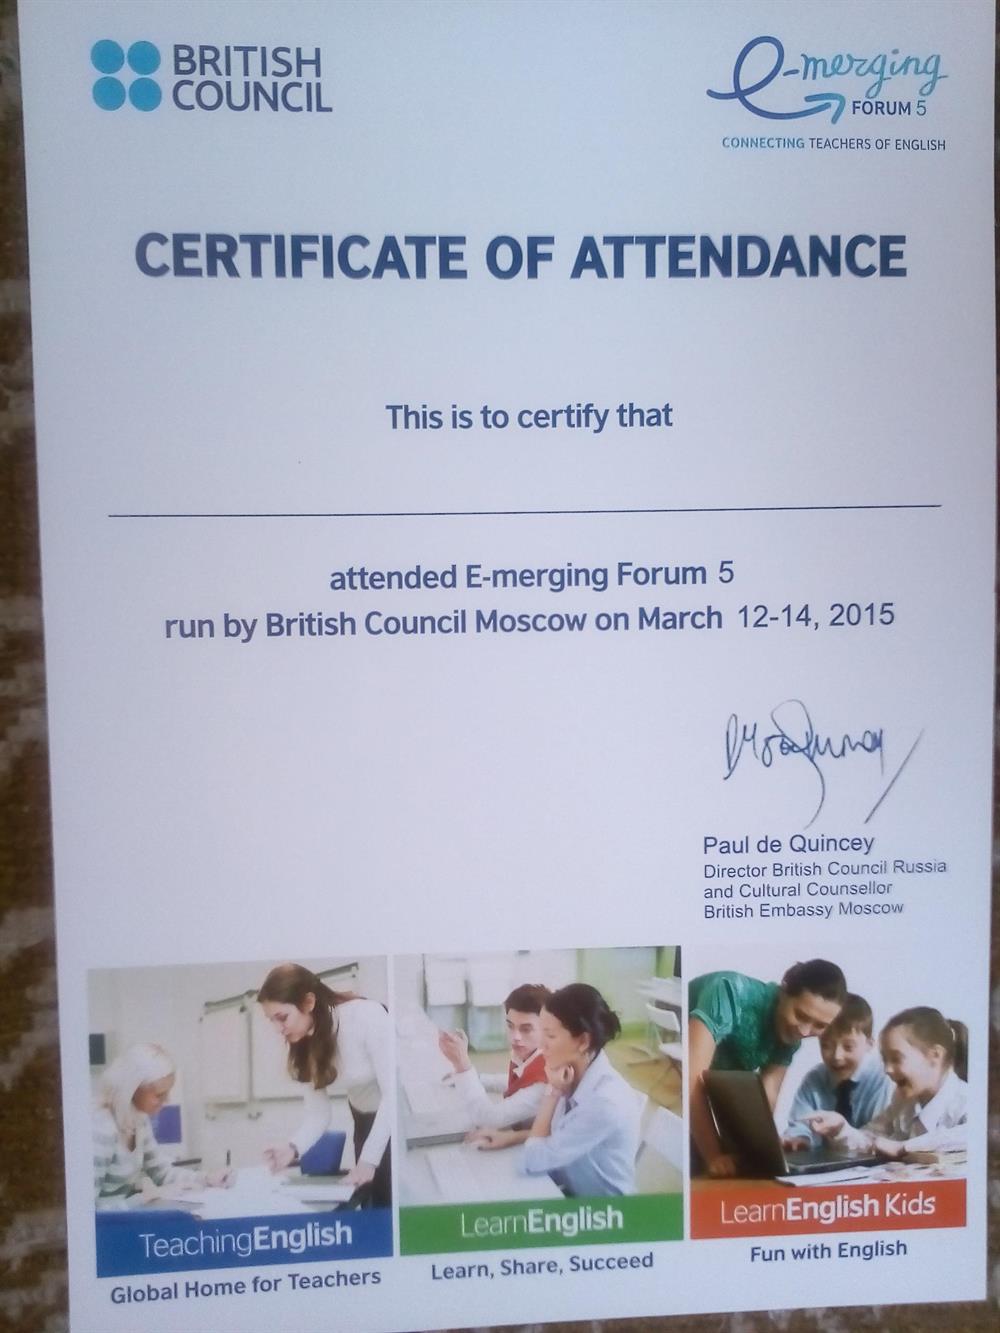 BRITISH
COUNCIL
e-merging
FORUM 5
CONNECTING TEACHERS OF ENGLISH
CERTIFICATE OF ATTENDANCE
This is to certify that
attended E-merging Forum 5
run by British Council Moscow on March 12-14, 2015
Paul de Quincey
Director British Council Russia
and Cultural Counsellor
British Embassy Moscow
TeachingEnglish
Global Home for Teachers
LearnEnglish
Learn, Share, Succeed
LearnEnglish Kids
Fun with English